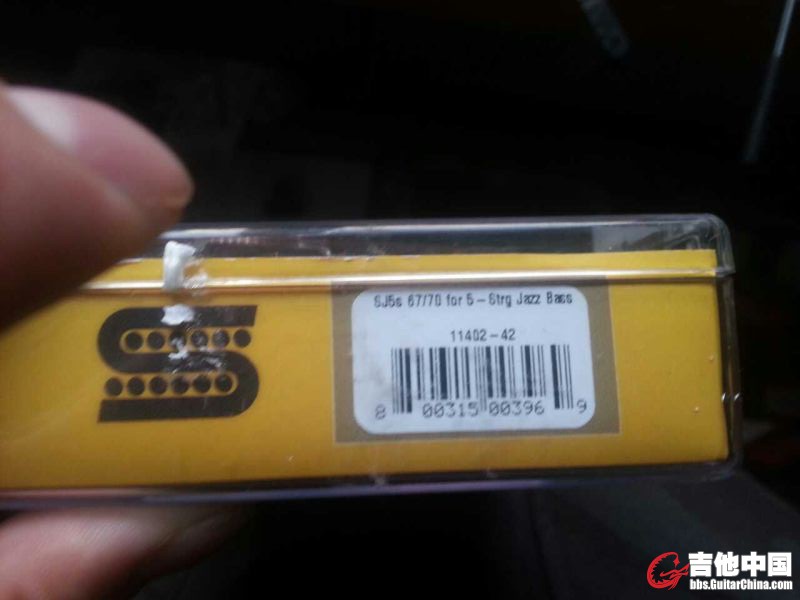 SJ5s 67/70 for 5-Strg Jazz Bass
11402-42
8 00315 00396 9
S
吉他中国
bbs.GuitarChina.com